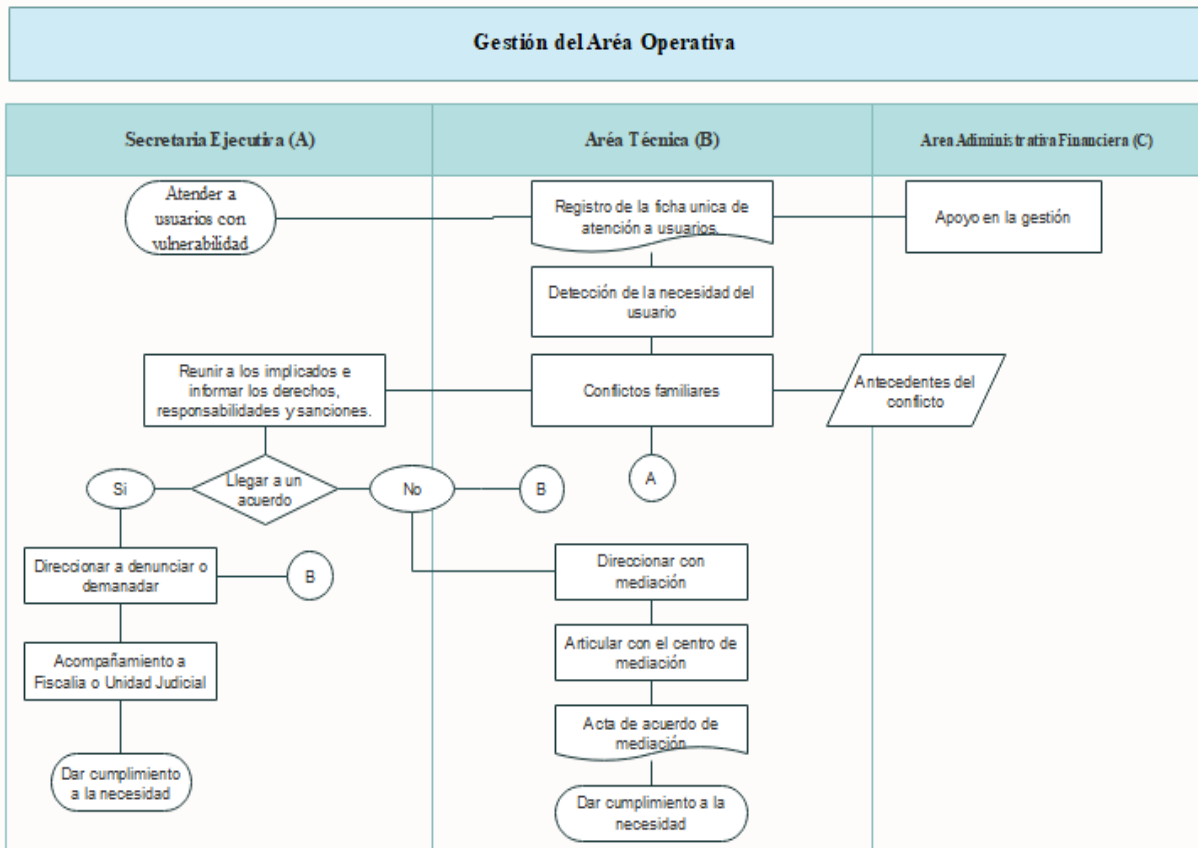 Gestión del Aréa Operativa
Secretaria Ejecutiva (A)
Aréa Técnica (B)
Area Adiministrativa Financiera (C)
Atender a
usuarios con
vulnerabilidad
Registro de la ficha unica de
atención a usuarios.
Apoyo en la gestión
Detección de la necesidad del
usuario
Reunir a los implicados e
informar los derechos,
responsabilidades y sanciones.
Conflictos familiares
Antecedentes del
conflicto
Si
Llegar a un
acuerdo
No
B
A
Direccionar a denunciar o
demanadar
B
Direccionar con
mediación
Acompañamiento a
Fiscalia o Unidad Judicial
Articular con el centro de
mediación
Acta de acuerdo de
mediación
Dar cumplimiento
a la necesidad
Dar cumplimiento a la
necesidad